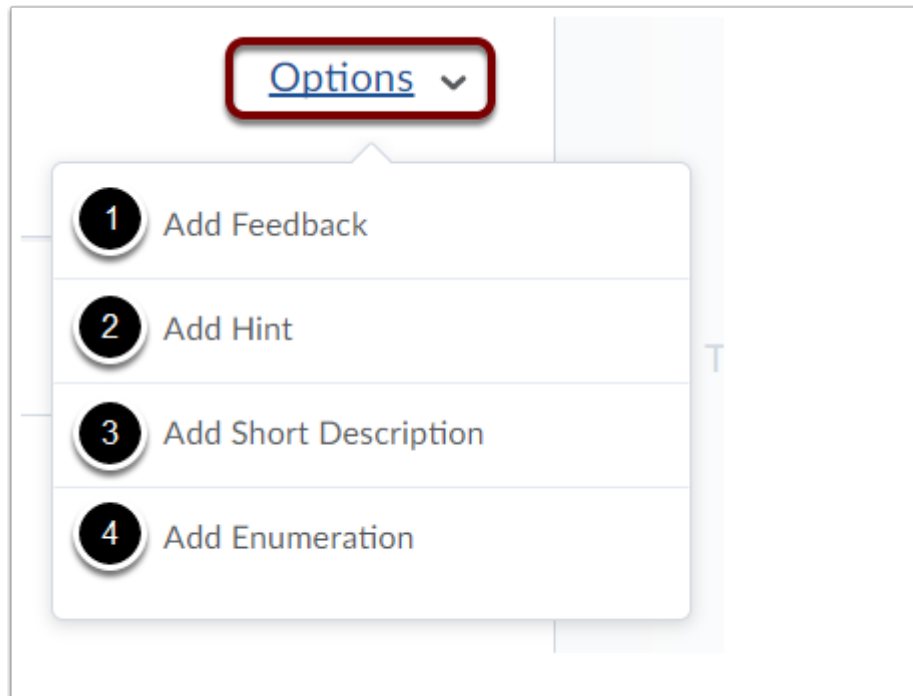 Options
1 Add Feedback
2 Add Hint
T
3 Add Short Description
4 Add Enumeration